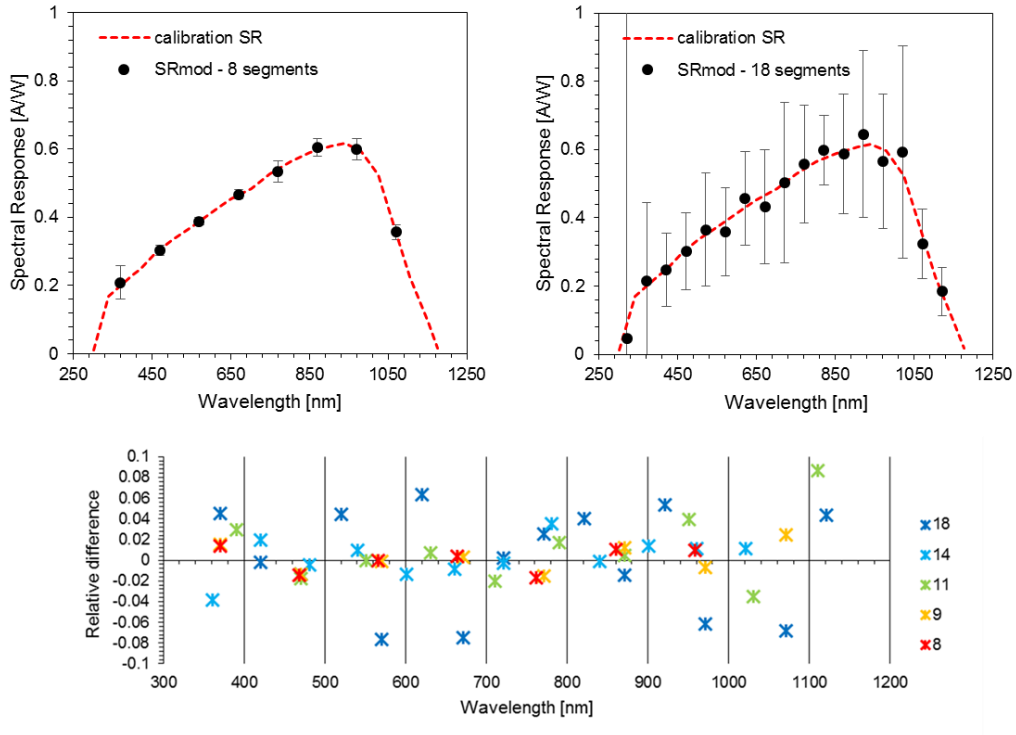 1
0.8
0.6
0.4
0.2
0
Spectral Response [A/W]
calibration SR
SRmod - 8 segments
250 450 650 850 1050 1250
Wavelength [nm]
1
0.8
0.6
0.4
0.2
0
Spectral Response [A/W]
calibration SR
SRmod - 18 segments
250 450 650 850 1050 1250
Wavelength [nm]
0.1
0.08
0.06
0.04
0.02
0
-0.02
-0.04
-0.06
-0.08
-0.1
Relative difference
300 400 500 600 700 800 900 1000 1100 1200
Wavelength [nm]
18
14
11
9
8